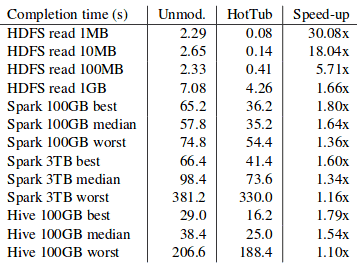 Completion time (s) Unmod. HotTub Speed-up
HDFS read 1MB 2.29 0.08 30.08x
HDFS read 10MB 2.65 0.14 18.04x
HDFS read 100MB 2.33 0.41 5.71x
HDFS read 1GB 7.08 4.26 1.66x
Spark 100GB best 65.2 36.2 1.80x
Spark 100GB median 57.8 35.2 1.64x
Spark 100GB worst 74.8 54.4 1.36x
Spark 3TB best 66.4 41.4 1.60x
Spark 3TB median 98.4 73.6 1.34x
Spark 3TB worst 381.2 330.0 1.16x
Hive 100GB best 29.0 16.2 1.79x
Hive 100GB median 38.4 25.0 1.54x
Hive 100GB worst 206.6 188.4 1.10x